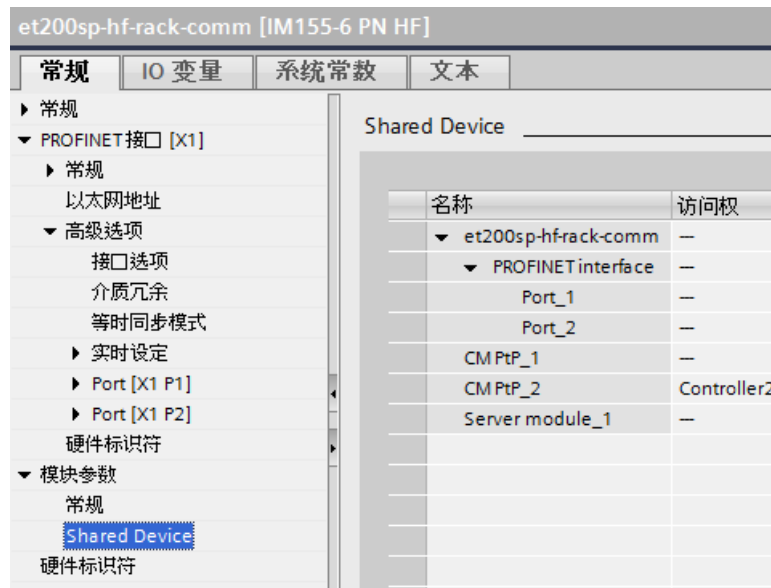 et200sp-hf-rack-comm [IM155-6 PN HF]
常规 IO 变量 系统常数 文本
常规
PROFINET接口 [X1]
常规
以太网地址
高级选项
接口选项
介质冗余
等时同步模式
实时设定
Port [X1 P1]
Port [X1 P2]
硬件标识符
模块参数
常规
Shared Device
硬件标识符
Shared Device
名称 访问权
et200sp-hf-rack-comm —
PROFINET interface —
Port_1 —
Port_2 —
CM PtP_1 —
CM PtP_2 Controller2
Server module_1 —